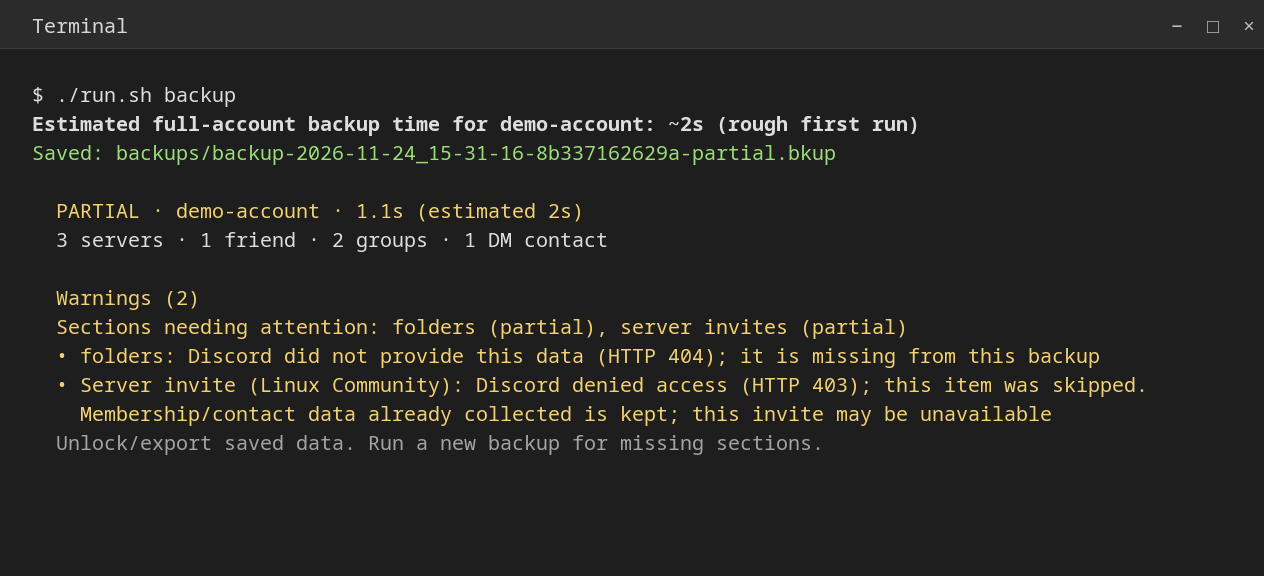 Terminal
$ ./run.sh backup
Estimated full-account backup time for demo-account: ~2s (rough first run)
Saved: backups/backup-2026-11-24_15-31-16-8b337162629a-partial.bkup
PARTIAL · demo-account · 1.1s (estimated 2s)
3 servers · 1 friend · 2 groups · 1 DM contact
Warnings (2)
Sections needing attention: folders (partial), server invites (partial)
• folders: Discord did not provide this data (HTTP 404); it is missing from this backup
• Server invite (Linux Community): Discord denied access (HTTP 403); this item was skipped.
Membership/contact data already collected is kept; this invite may be unavailable
Unlock/export saved data. Run a new backup for missing sections.